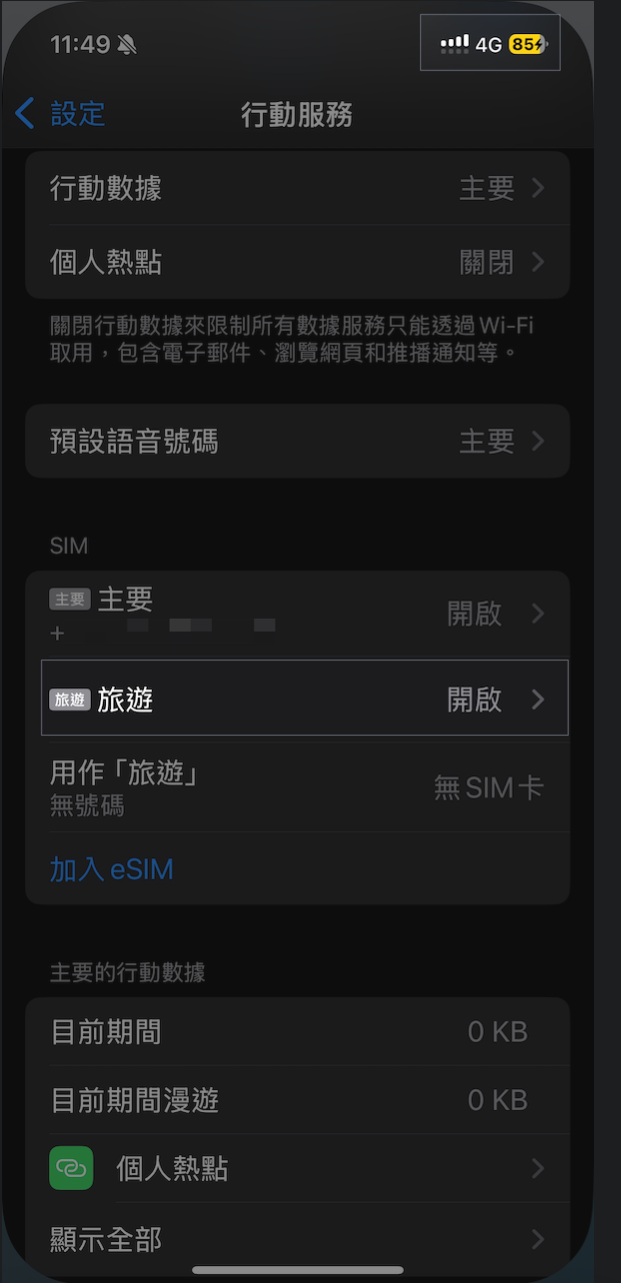 11:49
4G
85
設定
行動服務
行動數據
主要
個人熱點
關閉
關閉行動數據來限制所有數據服務只能透過 Wi-Fi
取用，包含電子郵件、瀏覽網頁和推播通知等。
預設語音號碼
主要
SIM
主要 主要
+
開啟
旅遊 旅遊
開啟
用作「旅遊」
無號碼
無 SIM 卡
加入 eSIM
主要的行動數據
目前期間
0 KB
目前期間漫遊
0 KB
個人熱點
顯示全部